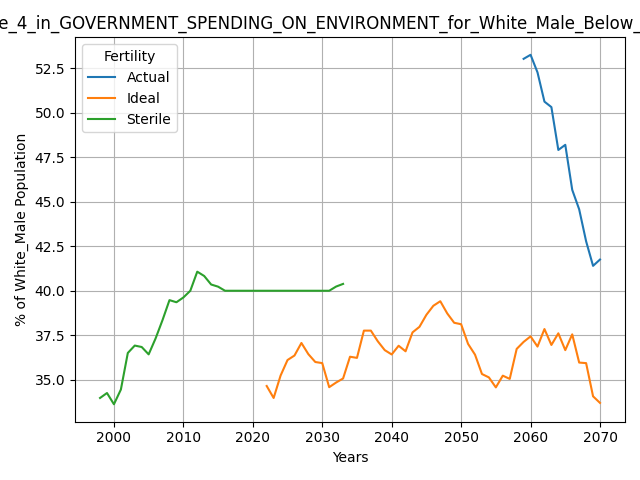 e_4_in_GOVERNMENT_SPENDING_ON_ENVIRONMENT_for_White_Male_Below_
Fertility
Actual
Ideal
Sterile
% of White_Male Population
52.5
50.0
47.5
45.0
42.5
40.0
37.5
35.0
2000 2010 2020 2030 2040 2050 2060 2070
Years